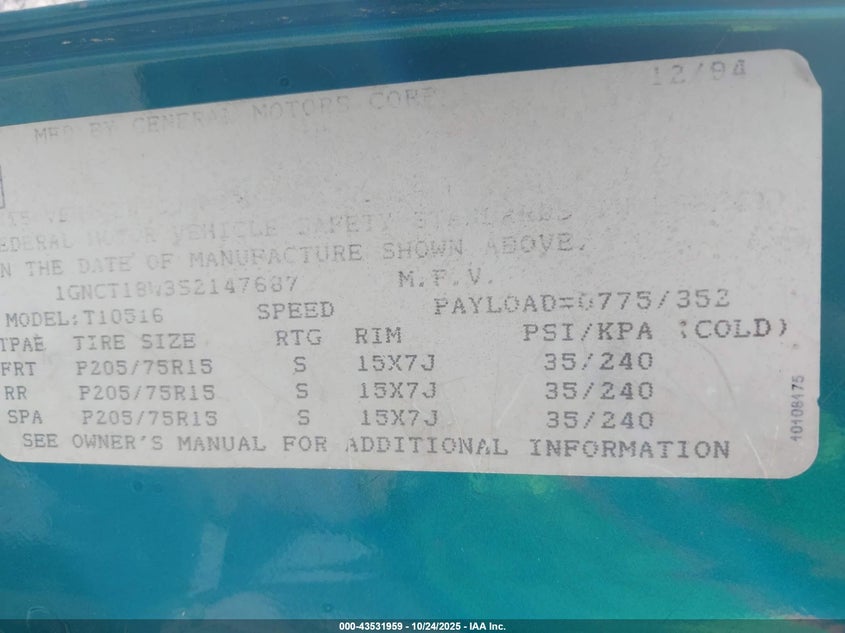 12/94
MFD BY GENERAL MOTORS CORP
FEDERAL MOTOR VEHICLE SAFETY STANDARDS
N THE DATE OF MANUFACTURE SHOWN ABOVE.
1GNCT18W3S2147687 M.P.V.
MODEL:T10516 SPEED PAYLOAD=0775/352
TPAE TIRE SIZE RTG RIM PSI/KPA (COLD)
FRT P205/75R15 S 15X7J 35/240
RR P205/75R15 S 15X7J 35/240
SPA P205/75R15 S 15X7J 35/240
SEE OWNER'S MANUAL FOR ADDITIONAL INFORMATION
10108475
000-43531959 - 10/24/2025 - IAA Inc.